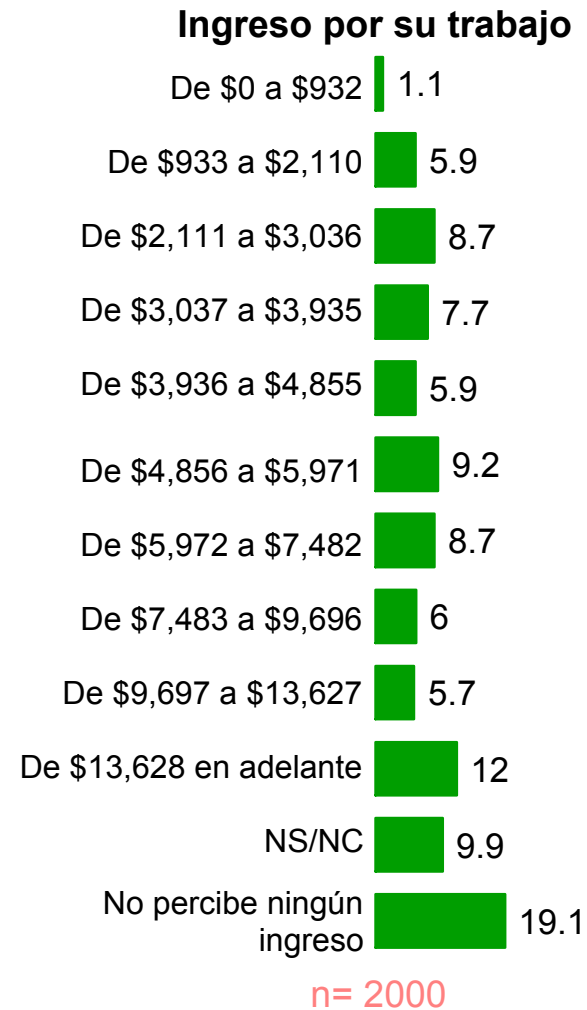 Ingreso por su trabajo
De $0 a $932 1.1
De $933 a $2,110 5.9
De $2,111 a $3,036 8.7
De $3,037 a $3,935 7.7
De $3,936 a $4,855 5.9
De $4,856 a $5,971 9.2
De $5,972 a $7,482 8.7
De $7,483 a $9,696 6
De $9,697 a $13,627 5.7
De $13,628 en adelante 12
NS/NC 9.9
No percibe ningún
ingreso 19.1
n= 2000